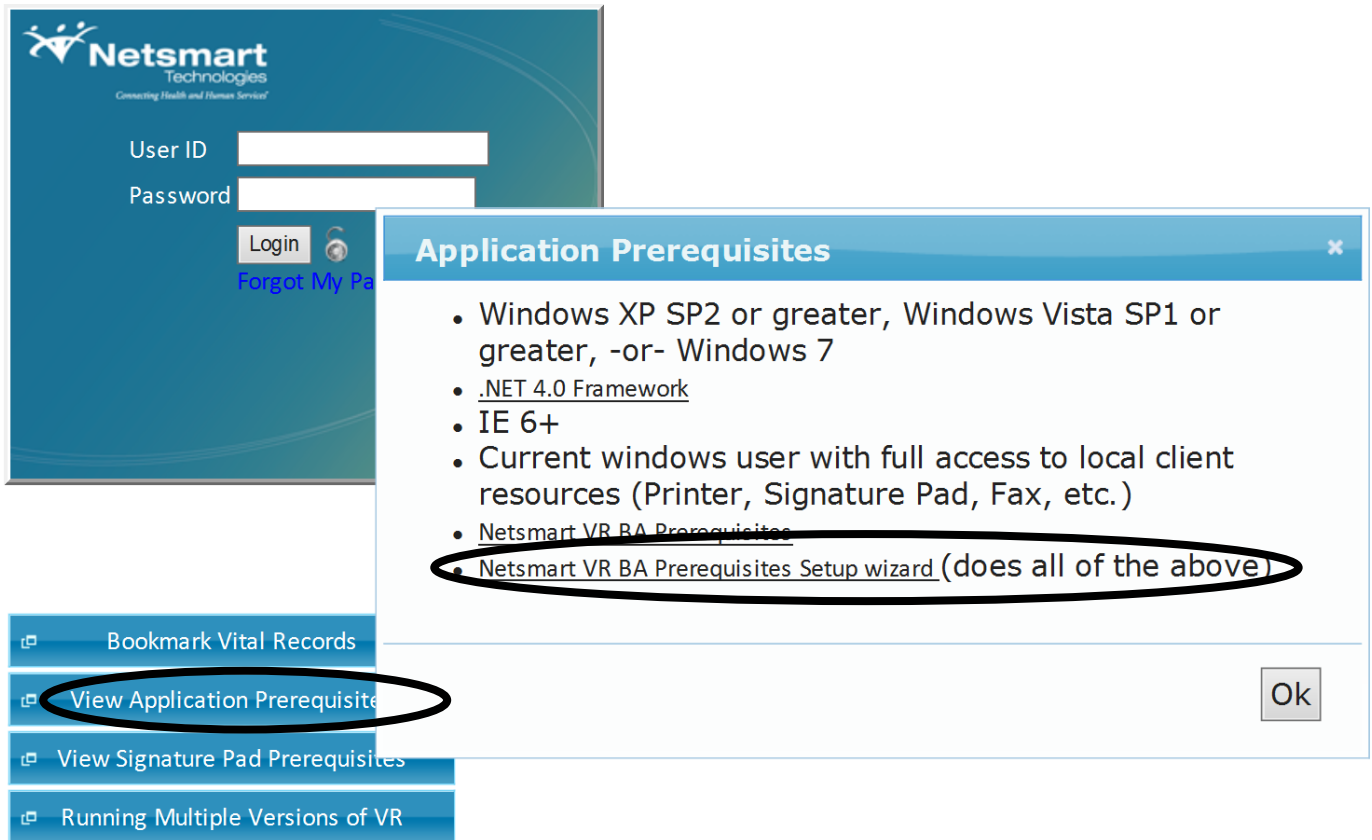 Netsmart
Technologies
Connecting Health and Human Services
User ID
Password
Login
Forgot My Pa
Application Prerequisites
• Windows XP SP2 or greater, Windows Vista SP1 or
greater, -or- Windows 7
• .NET 4.0 Framework
• IE 6+
• Current windows user with full access to local client
resources (Printer, Signature Pad, Fax, etc.)
• Netsmart VR BA Prerequisites
• Netsmart VR BA Prerequisites Setup wizard (does all of the above)
Ok
Bookmark Vital Records
View Application Prerequisite
View Signature Pad Prerequisites
Running Multiple Versions of VR